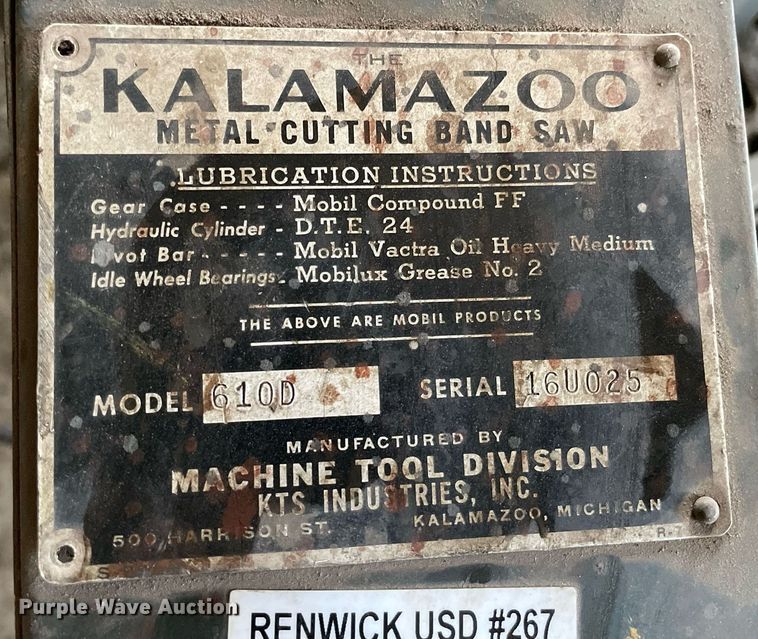 THE
KALAMAZOO
METAL CUTTING BAND SAW
LUBRICATION INSTRUCTIONS
Gear Case - - - - Mobil Compound FF
Hydraulic Cylinder - D.T.E. 24
Pivot Bar - - - - - Mobil Vactra Oil Heavy Medium
Idle Wheel Bearings - Mobilux Grease No. 2
THE ABOVE ARE MOBIL PRODUCTS
MODEL 610D SERIAL 16U025
MANUFACTURED BY
MACHINE TOOL DIVISION
KTS INDUSTRIES, INC.
500 HARRISON ST. KALAMAZOO, MICHIGAN
Purple Wave Auction
RENWICK USD #267